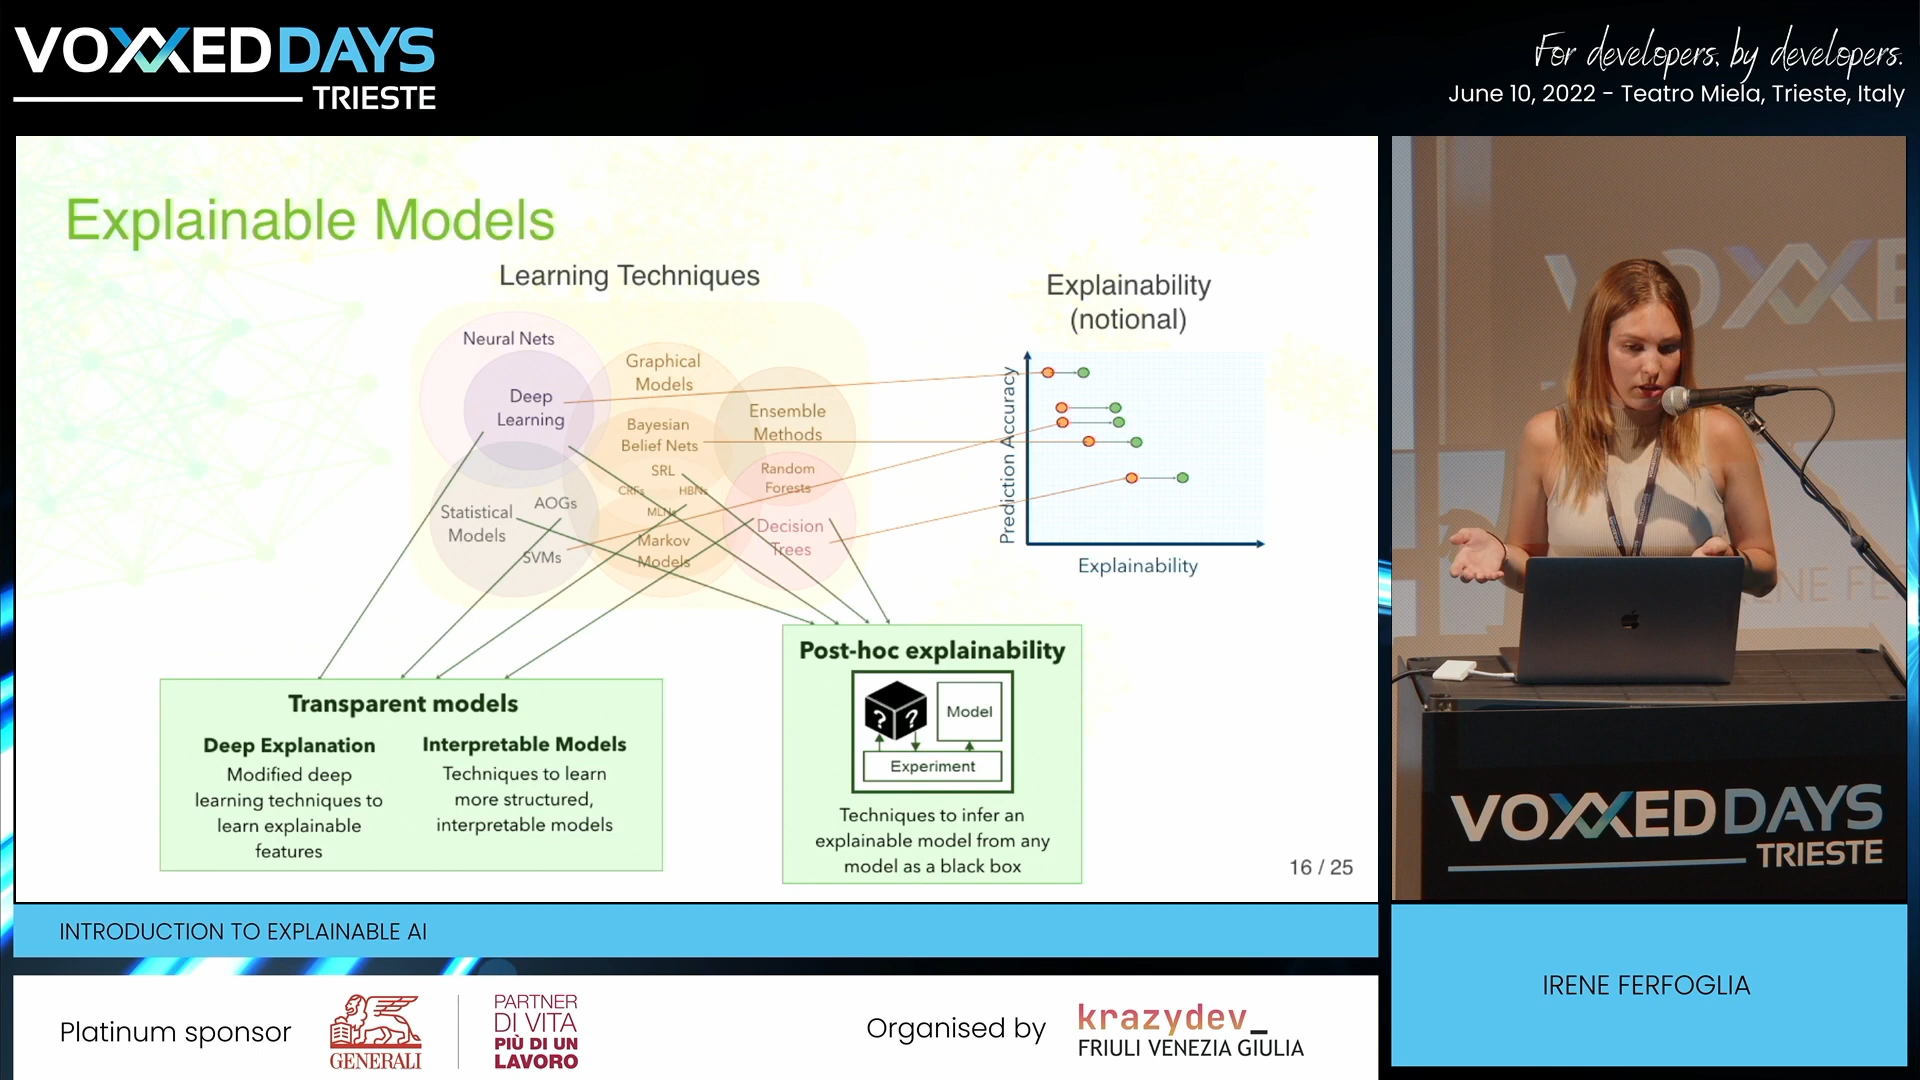 VOXXEDDAYS
TRIESTE
For developers, by developers.
June 10, 2022 - Teatro Miela, Trieste, Italy
Explainable Models
Learning Techniques
Neural Nets
Deep
Learning
Graphical
Models
Bayesian
Belief Nets
SRL
CRFs
HBNs
MLNs
Markov
Models
Ensemble
Methods
Random
Forests
Decision
Trees
Statistical
Models
AOGs
SVMs
Explainability
(notional)
Prediction Accuracy
Explainability
Transparent models
Deep Explanation
Modified deep
learning techniques to
learn explainable
features
Interpretable Models
Techniques to learn
more structured,
interpretable models
Post-hoc explainability
? ?
Model
Experiment
Techniques to infer an
explainable model from any
model as a black box
16 / 25
VOXXE
IRENE FER
VOXXEDDAYS
TRIESTE
INTRODUCTION TO EXPLAINABLE AI
IRENE FERFOGLIA
Platinum sponsor
GENERALI
PARTNER
DI VITA
PIÙ DI UN
LAVORO
Organised by
krazydev_
FRIULI VENEZIA GIULIA